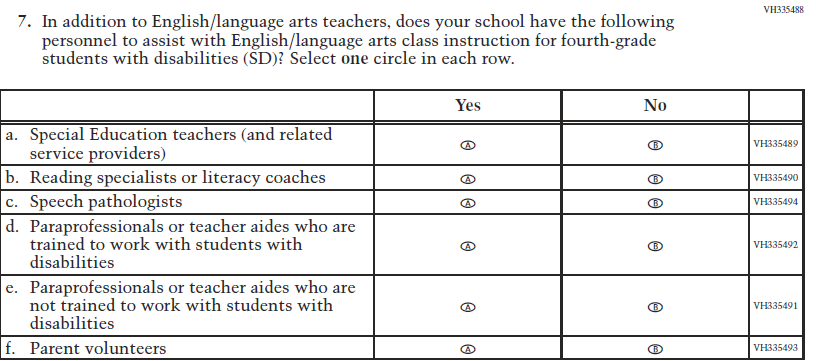 VH335488
7. In addition to English/language arts teachers, does your school have the following
personnel to assist with English/language arts class instruction for fourth-grade
students with disabilities (SD)? Select one circle in each row.
Yes No
a. Special Education teachers (and related
service providers)
Ⓐ Ⓑ VH335489
b. Reading specialists or literacy coaches Ⓐ Ⓑ VH335490
c. Speech pathologists Ⓐ Ⓑ VH335494
d. Paraprofessionals or teacher aides who are
trained to work with students with
disabilities
Ⓐ Ⓑ VH335492
e. Paraprofessionals or teacher aides who are
not trained to work with students with
disabilities
Ⓐ Ⓑ VH335491
f. Parent volunteers Ⓐ Ⓑ VH335493